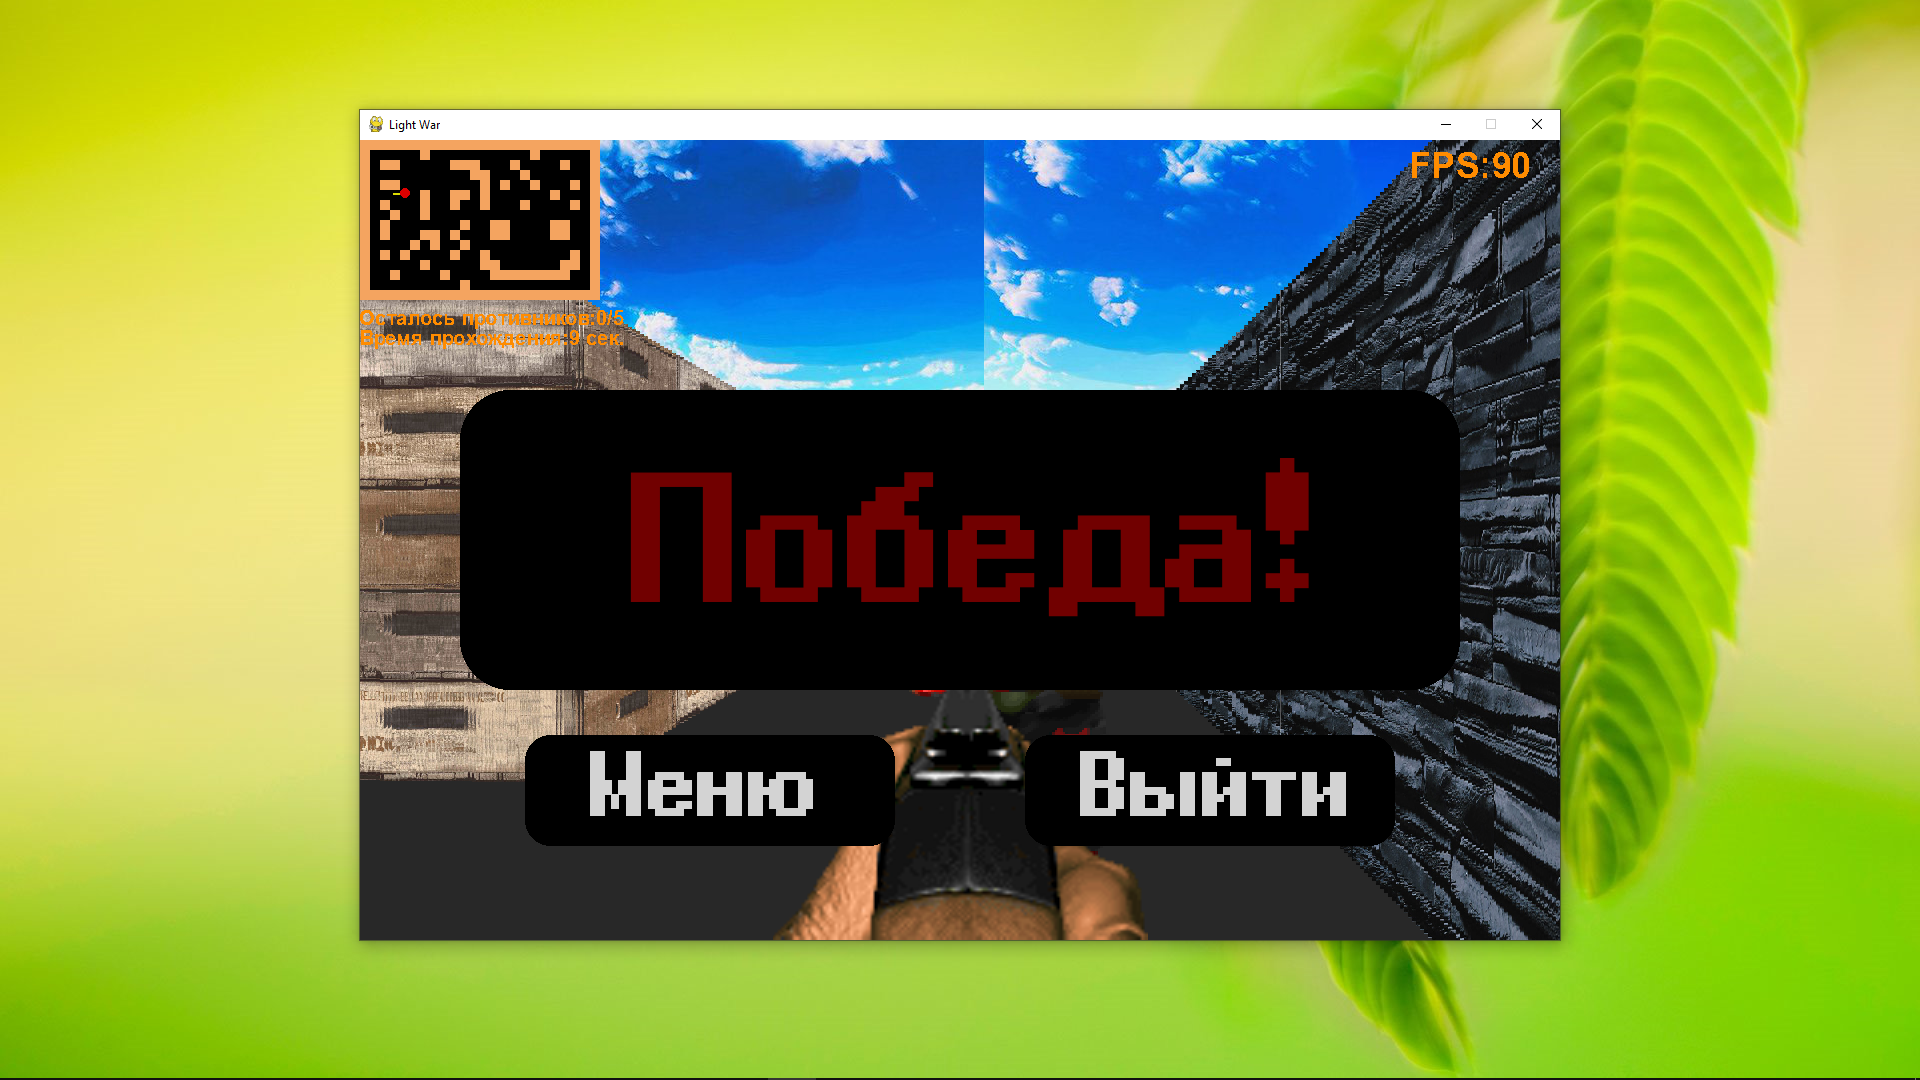 Light War
FPS:90
Осталось противников:0/5
Время прохождения:9 сек.
Победа!
Меню
Выйти